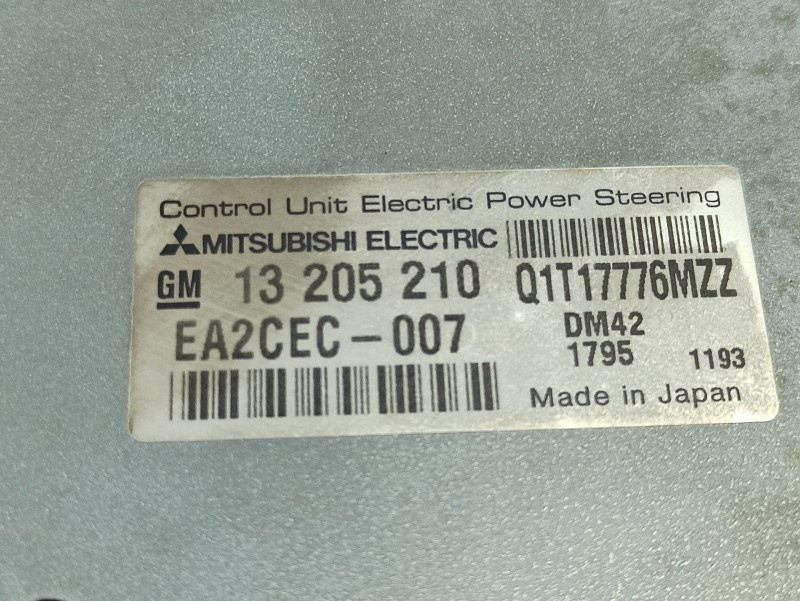 Control Unit Electric Power Steering
MITSUBISHI ELECTRIC
GM 13 205 210 Q1T17776MZZ
EA2CEC-007 DM42
1795 1193
Made in Japan